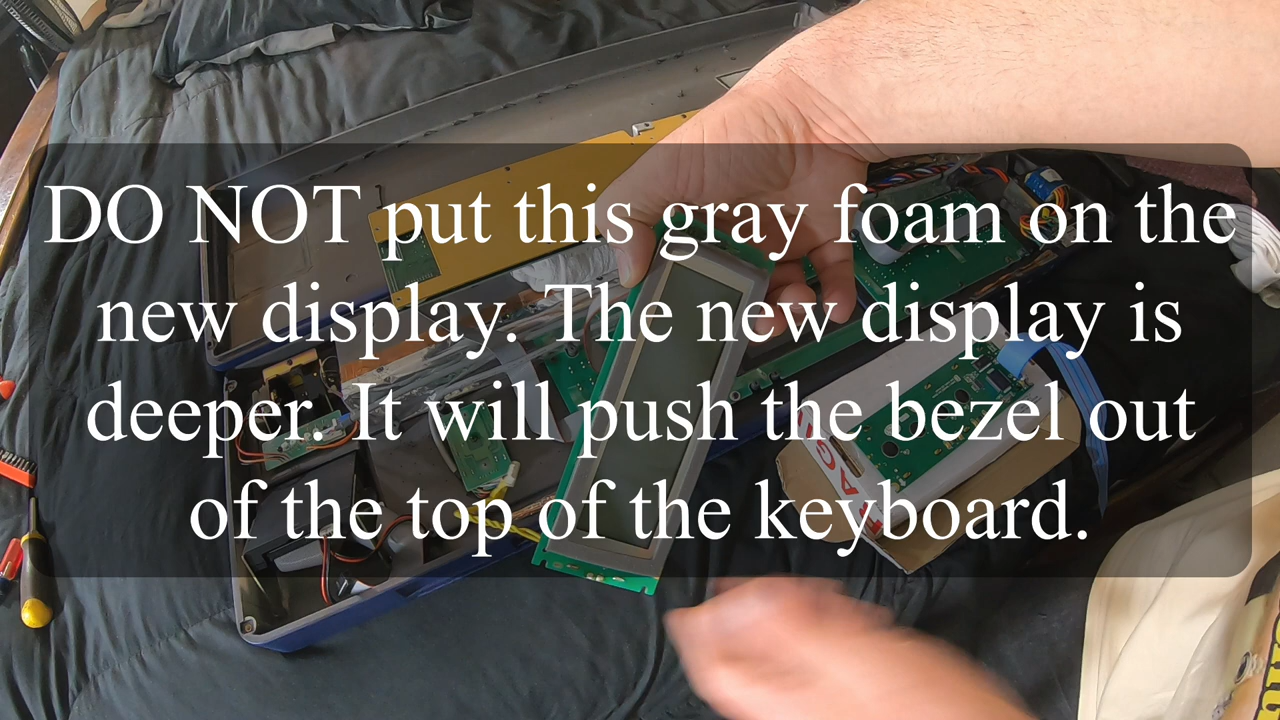 DO NOT put this gray foam on the
new display. The new display is
deeper. It will push the bezel out
of the top of the keyboard.